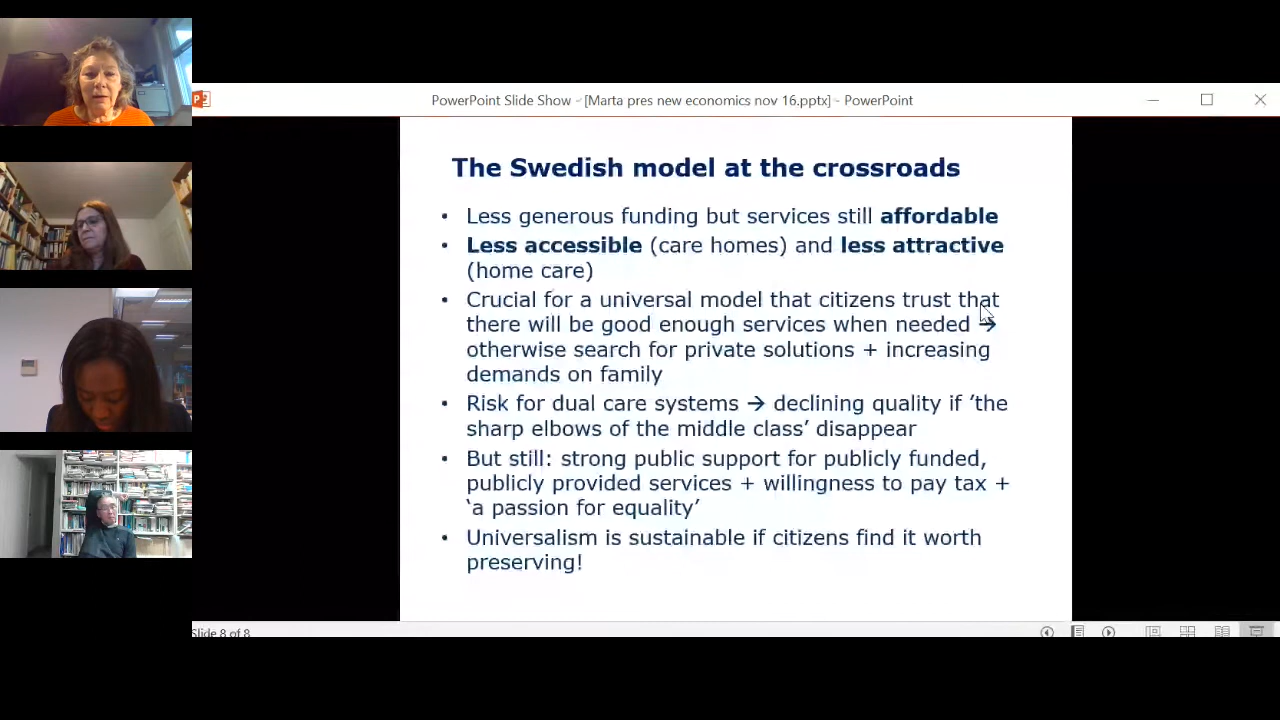 PowerPoint Slide Show - [Marta pres new economics nov 16.pptx] - PowerPoint
The Swedish model at the crossroads
• Less generous funding but services still affordable
• Less accessible (care homes) and less attractive
(home care)
• Crucial for a universal model that citizens trust that
there will be good enough services when needed →
otherwise search for private solutions + increasing
demands on family
• Risk for dual care systems → declining quality if ’the
sharp elbows of the middle class’ disappear
• But still: strong public support for publicly funded,
publicly provided services + willingness to pay tax +
‘a passion for equality’
• Universalism is sustainable if citizens find it worth
preserving!
Slide 8 of 8